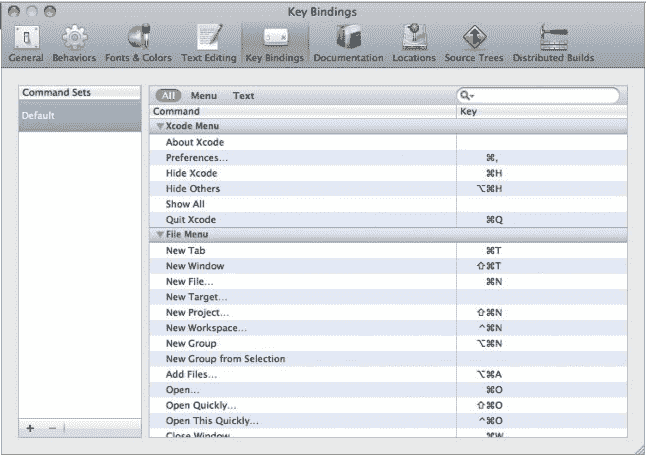 Key Bindings
General Behaviors Fonts & Colors Text Editing Key Bindings Documentation Locations Source Trees Distributed Builds
Command Sets
Default
All Menu Text
Command Key
Xcode Menu
About Xcode
Preferences... ⌘,
Hide Xcode ⌘H
Hide Others ⌥⌘H
Show All
Quit Xcode ⌘Q
File Menu
New Tab ⌘T
New Window ⇧⌘T
New File... ⌘N
New Target...
New Project... ⇧⌘N
New Workspace... ^⌘N
New Group ⌥⌘N
New Group from Selection
Add Files... ⌥⌘A
Open... ⌘O
Open Quickly... ⇧⌘O
Open This Quickly... ^⌘O
Close Window ⌘W